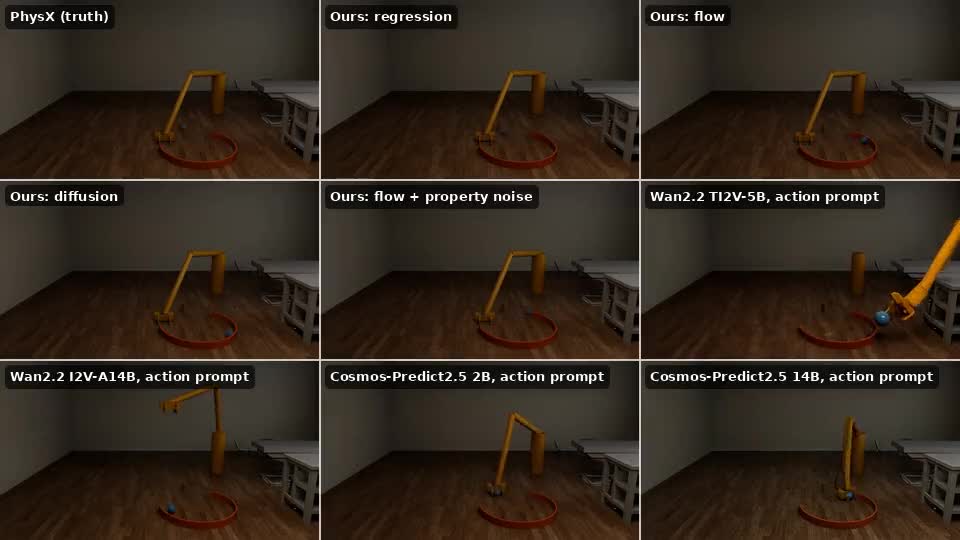 PhysX (truth)
Ours: regression
Ours: flow
Ours: diffusion
Ours: flow + property noise
Wan2.2 TI2V-5B, action prompt
Wan2.2 I2V-A14B, action prompt
Cosmos-Predict2.5 2B, action prompt
Cosmos-Predict2.5 14B, action prompt